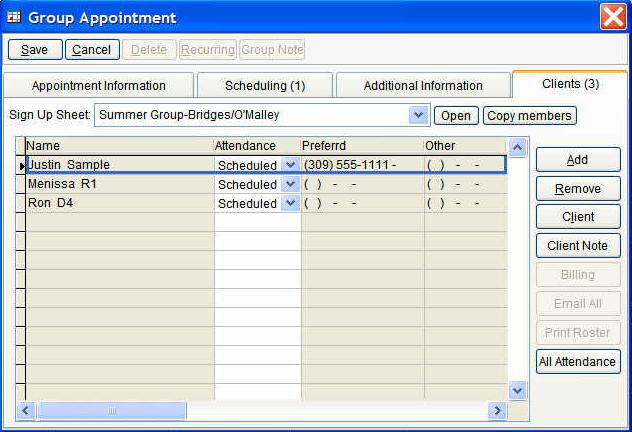 Group Appointment
Save Cancel Delete Recurring Group Note
Appointment Information Scheduling (1) Additional Information Clients (3)
Sign Up Sheet: Summer Group-Bridges/O'Malley Open Copy members
Name Attendance Preferrd Other
Justin Sample Scheduled (309) 555-1111 - ( ) - -
Menissa R1 Scheduled ( ) - - ( ) - -
Ron D4 Scheduled ( ) - - ( ) - -
Add
Remove
Client
Client Note
Billing
Email All
Print Roster
All Attendance